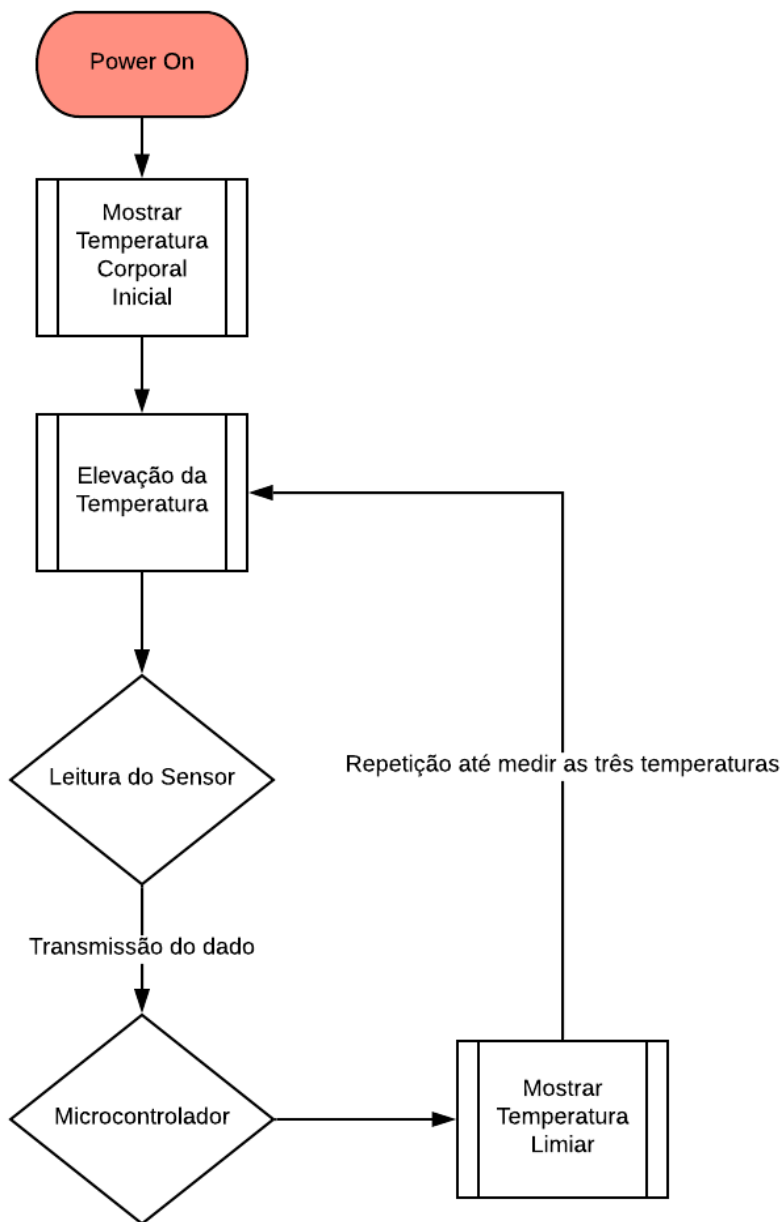 Power On
Mostrar
Temperatura
Corporal
Inicial
Elevação da
Temperatura
Leitura do Sensor
Repetição até medir as três temperaturas
Transmissão do dado
Microcontrolador
Mostrar
Temperatura
Limiar